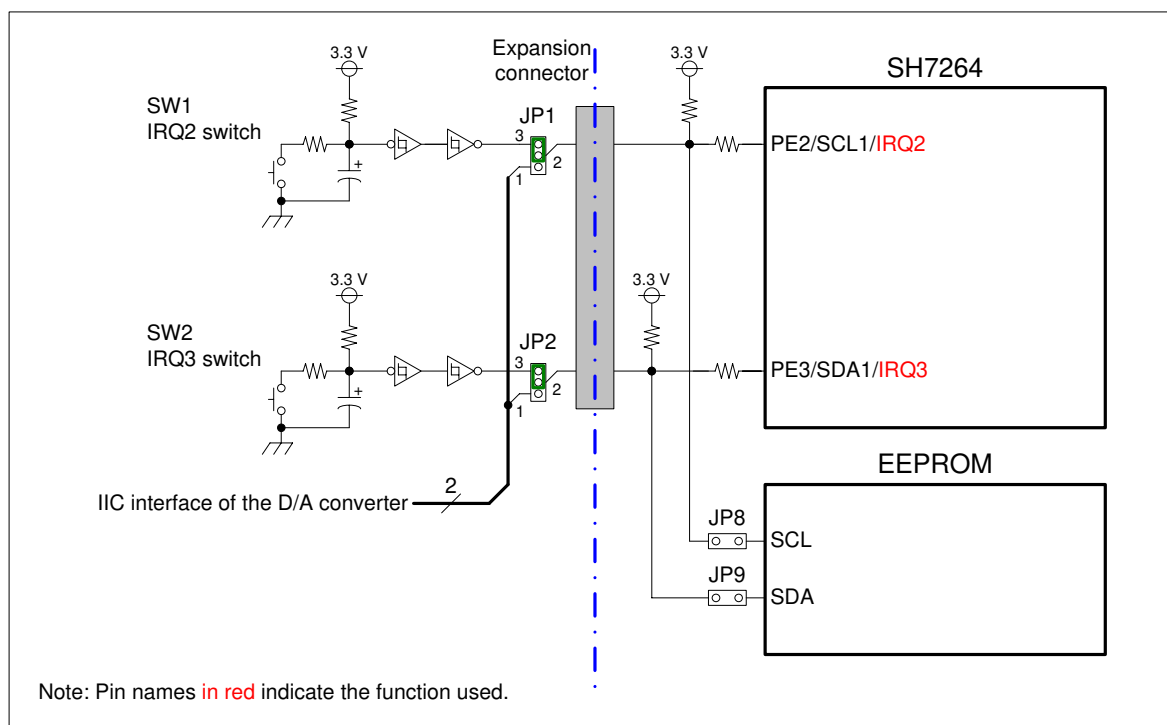 Expansion
connector
3.3 V
3.3 V
SH7264
SW1
IRQ2 switch
JP1
3
2
1
PE2/SCL1/IRQ2
3.3 V
3.3 V
SW2
IRQ3 switch
JP2
3
2
1
PE3/SDA1/IRQ3
EEPROM
IIC interface of the D/A converter
2
JP8
SCL
JP9
SDA
Note: Pin names in red indicate the function used.